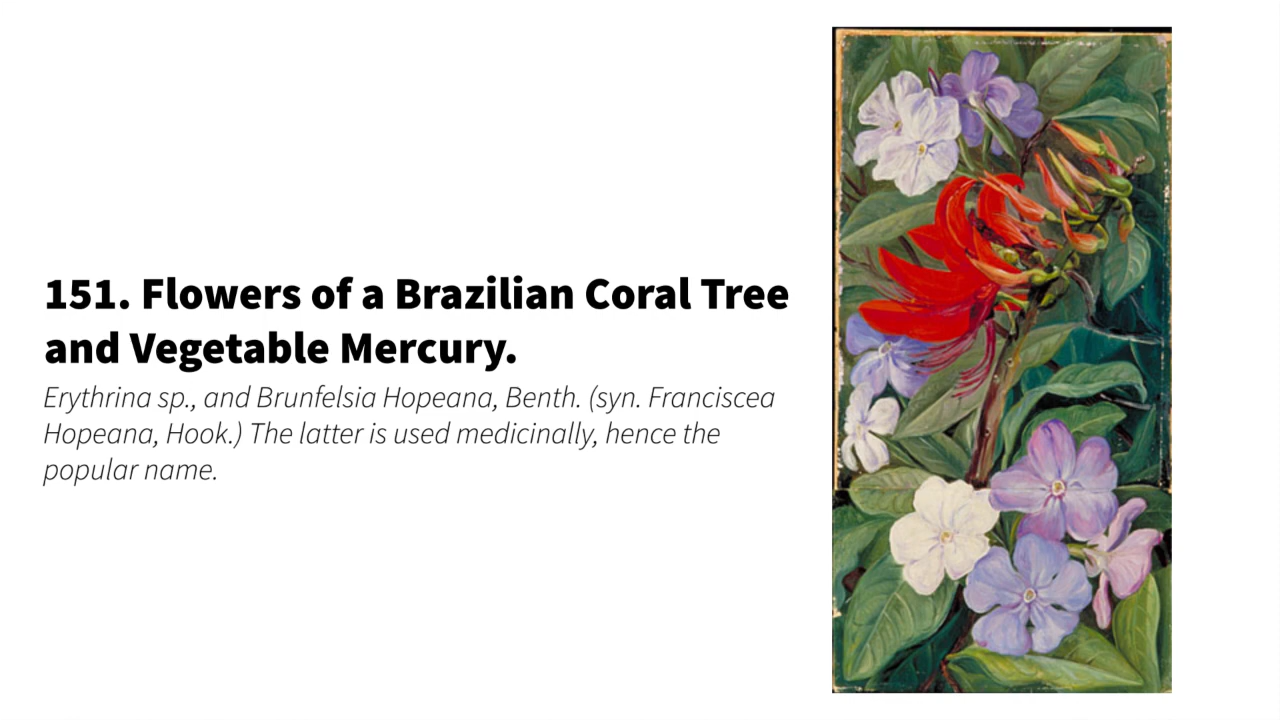 151. Flowers of a Brazilian Coral Tree
and Vegetable Mercury.
Erythrina sp., and Brunfelsia Hopeana, Benth. (syn. Franciscea
Hopeana, Hook.) The latter is used medicinally, hence the
popular name.